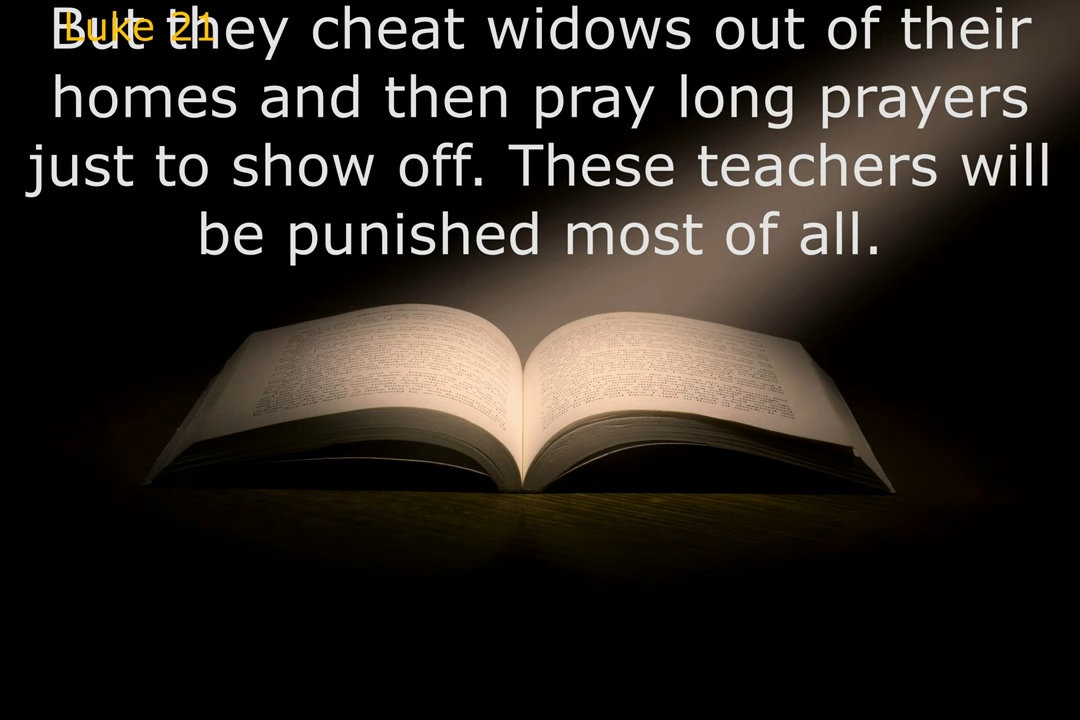 Luke 21
But they cheat widows out of their
homes and then pray long prayers
just to show off. These teachers will
be punished most of all.